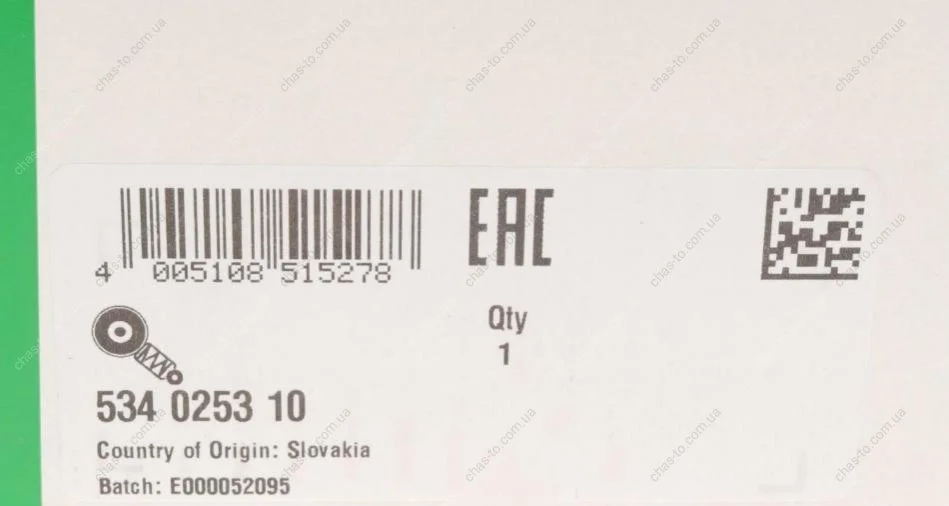 4 005108 515278
EAC
Qty
1
534 0253 10
Country of Origin: Slovakia
Batch: E000052095
chas-to.com.ua